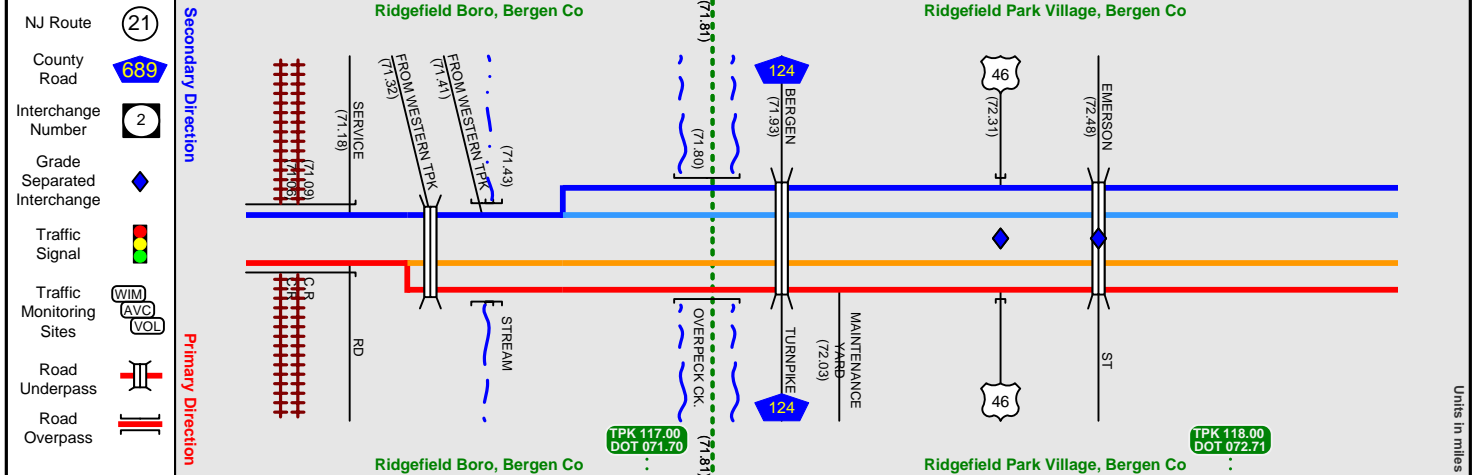 NJ Route
21
County
Road
689
Interchange
Number
2
Grade
Separated
Interchange
Traffic
Signal
Traffic
Monitoring
Sites
WIM
AVC
VOL
Road
Underpass
Road
Overpass
Secondary Direction
Primary Direction
Ridgefield Boro, Bergen Co
(71.81)
Ridgefield Park Village, Bergen Co
(71.09)
SERVICE
(71.18)
FROM WESTERN TPK
(71.32)
FROM WESTERN TPK
(71.41)
(71.43)
(71.80)
124
BERGEN
(71.93)
46
(72.31)
EMERSON
(72.48)
C R
C R
RD
STREAM
OVERPECK CK.
TURNPIKE
124
MAINTENANCE
YARD
(72.03)
46
ST
TPK 117.00
DOT 071.70
TPK 118.00
DOT 072.71
Ridgefield Boro, Bergen Co
(71.81)
Ridgefield Park Village, Bergen Co
Units in miles